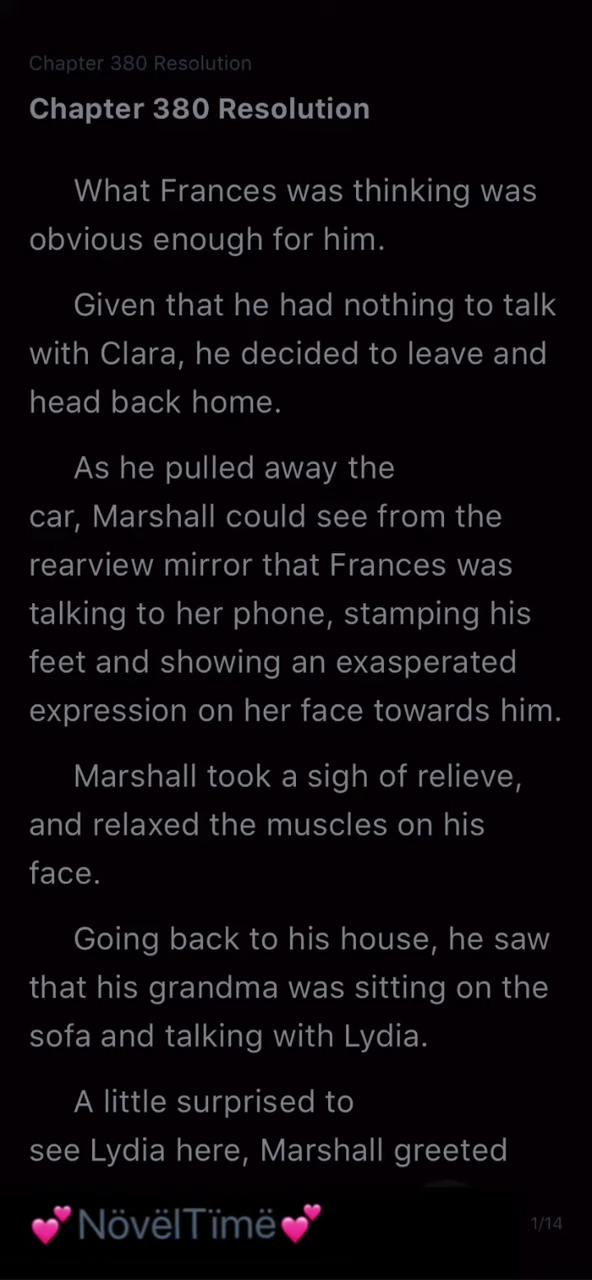 Chapter 380 Resolution
Chapter 380 Resolution
What Frances was thinking was
obvious enough for him.
Given that he had nothing to talk
with Clara, he decided to leave and
head back home.
As he pulled away the
car, Marshall could see from the
rearview mirror that Frances was
talking to her phone, stamping his
feet and showing an exasperated
expression on her face towards him.
Marshall took a sigh of relieve,
and relaxed the muscles on his
face.
Going back to his house, he saw
that his grandma was sitting on the
sofa and talking with Lydia.
A little surprised to
see Lydia here, Marshall greeted
💕NövëlTïmë💕
1/14